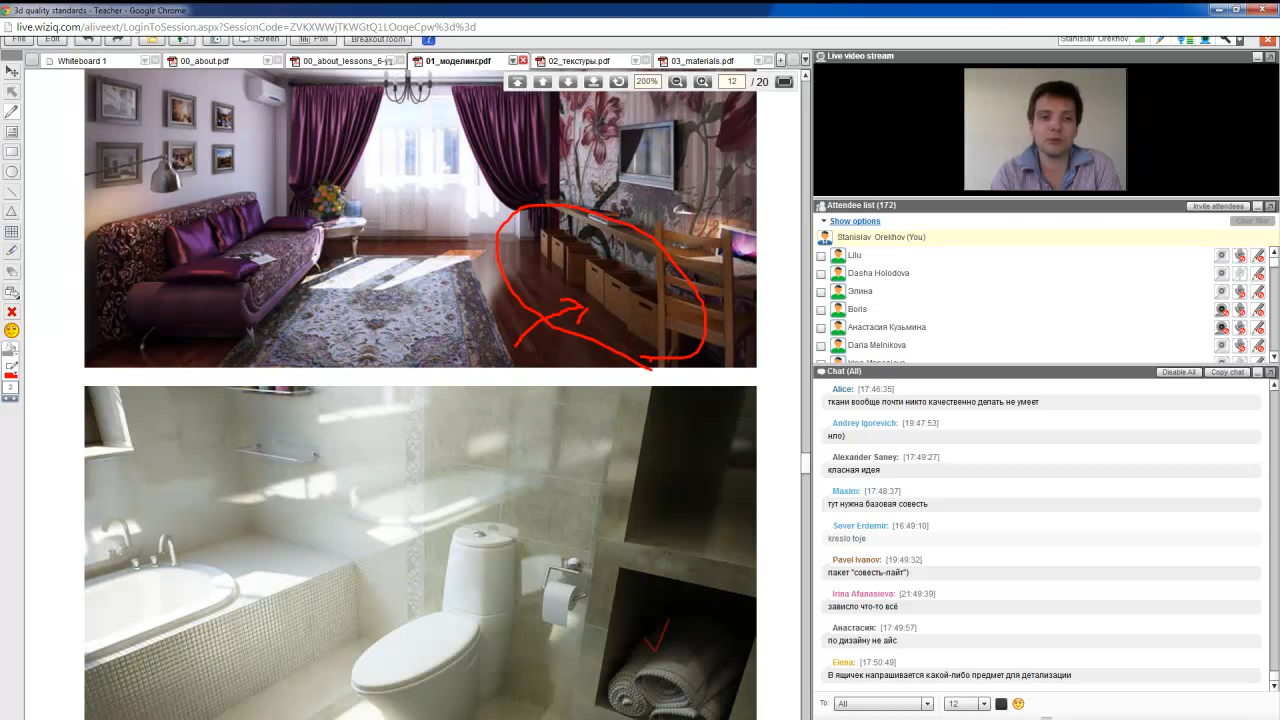 3d quality standards - Teacher - Google Chrome
live.wiziq.com/aliveext/LoginToSession.aspx?SessionCode=ZVKXWWjTKWGtQ1LOoqeCpw%3d%3d
File Edit Screen Poll Breakout Room Stanislav Orekhov
Whiteboard 1 00_about.pdf 00_about_lessons_6-y 01_моделинг.pdf 02_текстуры.pdf 03_materials.pdf
200% 12 / 20
Live video stream
Attendee list (172)
Invite attendees
Show options
Stanislav Orekhov (You)
Lilu
Dasha Holodova
Элина
Boris
Анастасия Кузьмина
Daria Melnikova
Irina Afanasieva
Chat (All)
Disable All Copy chat
Alice: [17:46:35]
ткани вообще почти никто качественно делать не умеет
Andrey Igorevich: [19:47:53]
нло)
Alexander Saney: [17:49:27]
класная идея
Maxim: [17:48:37]
тут нужна базовая совесть
Sever Erdemir: [16:49:10]
kreslo toje
Pavel Ivanov: [19:49:32]
пакет "совесть-лайт")
Irina Afanasieva: [21:49:39]
зависло что-то всё
Анастасия: [17:49:57]
по дизайну не айс
Elena: [17:50:49]
В ящичек напрашивается какой-либо предмет для детализации
To: All 12
2